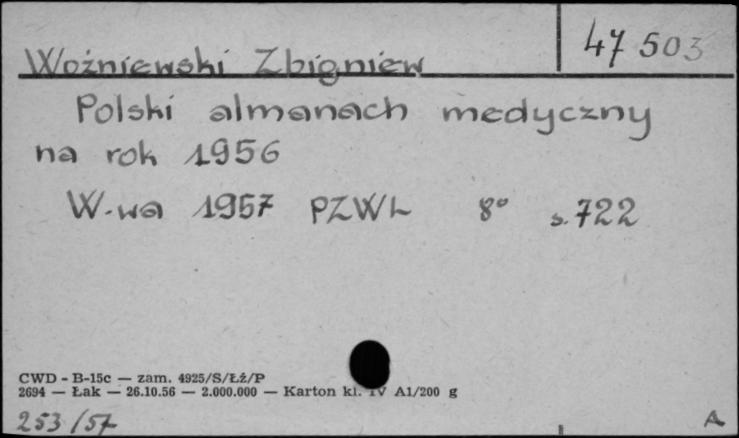 Woźniewski Zbigniew
47 503
Polski almanach medyczny
na rok 1956
W-wa 1957 PZWL 8° s. 722
CWD - B-15c — zam. 4925/S/Łż/P
2694 — Łak — 26.10.56 — 2.000.000 — Karton kl. IV A1/200 g
253/57
A